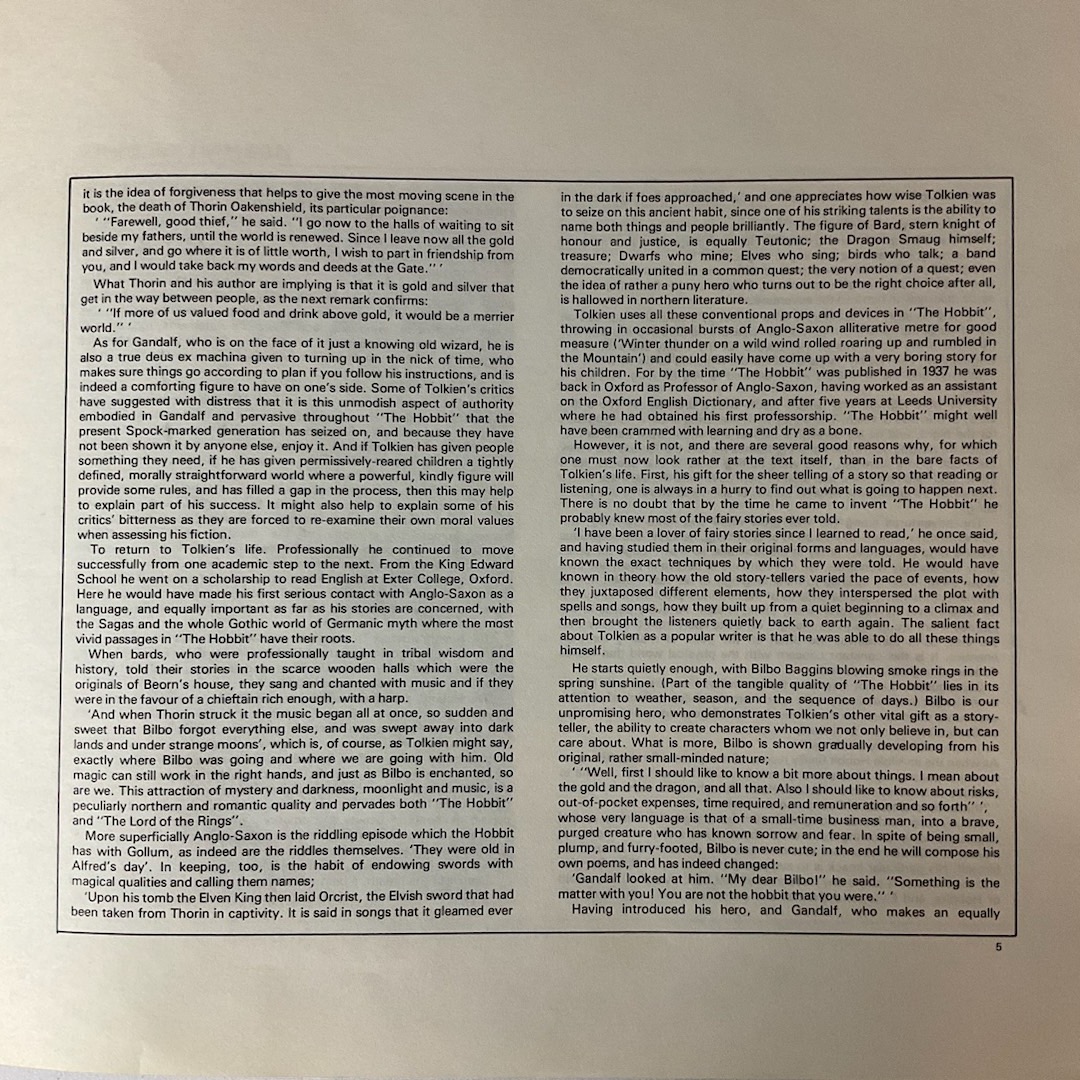 it is the idea of forgiveness that helps to give the most moving scene in the
book, the death of Thorin Oakenshield, its particular poignance:
' "Farewell, good thief," he said. "I go now to the halls of waiting to sit
beside my fathers, until the world is renewed. Since I leave now all the gold
and silver, and go where it is of little worth, I wish to part in friendship from
you, and I would take back my words and deeds at the Gate." '
What Thorin and his author are implying is that it is gold and silver that
get in the way between people, as the next remark confirms:
' "If more of us valued food and drink above gold, it would be a merrier
world." '
As for Gandalf, who is on the face of it just a knowing old wizard, he is
also a true deus ex machina given to turning up in the nick of time, who
makes sure things go according to plan if you follow his instructions, and is
indeed a comforting figure to have on one's side. Some of Tolkien's critics
have suggested with distress that it is this unmodish aspect of authority
embodied in Gandalf and pervasive throughout "The Hobbit" that the
present Spock-marked generation has seized on, and because they have
not been shown it by anyone else, enjoy it. And if Tolkien has given people
something they need, if he has given permissively-reared children a tightly
defined, morally straightforward world where a powerful, kindly figure will
provide some rules, and has filled a gap in the process, then this may help
to explain part of his success. It might also help to explain some of his
critics' bitterness as they are forced to re-examine their own moral values
when assessing his fiction.
To return to Tolkien's life. Professionally he continued to move
successfully from one academic step to the next. From the King Edward
School he went on a scholarship to read English at Exter College, Oxford.
Here he would have made his first serious contact with Anglo-Saxon as a
language, and equally important as far as his stories are concerned, with
the Sagas and the whole Gothic world of Germanic myth where the most
vivid passages in "The Hobbit" have their roots.
When bards, who were professionally taught in tribal wisdom and
history, told their stories in the scarce wooden halls which were the
originals of Beorn's house, they sang and chanted with music and if they
were in the favour of a chieftain rich enough, with a harp.
'And when Thorin struck it the music began all at once, so sudden and
sweet that Bilbo forgot everything else, and was swept away into dark
lands and under strange moons', which is, of course, as Tolkien might say,
exactly where Bilbo was going and where we are going with him. Old
magic can still work in the right hands, and just as Bilbo is enchanted, so
are we. This attraction of mystery and darkness, moonlight and music, is a
peculiarly northern and romantic quality and pervades both "The Hobbit"
and "The Lord of the Rings".
More superficially Anglo-Saxon is the riddling episode which the Hobbit
has with Gollum, as indeed are the riddles themselves. 'They were old in
Alfred's day'. In keeping, too, is the habit of endowing swords with
magical qualities and calling them names;
'Upon his tomb the Elven King then laid Orcrist, the Elvish sword that had
been taken from Thorin in captivity. It is said in songs that it gleamed ever
in the dark if foes approached,' and one appreciates how wise Tolkien was
to seize on this ancient habit, since one of his striking talents is the ability to
name both things and people brilliantly. The figure of Bard, stern knight of
honour and justice, is equally Teutonic; the Dragon Smaug himself;
treasure; Dwarfs who mine; Elves who sing; birds who talk; a band
democratically united in a common quest; the very notion of a quest; even
the idea of rather a puny hero who turns out to be the right choice after all,
is hallowed in northern literature.
Tolkien uses all these conventional props and devices in "The Hobbit",
throwing in occasional bursts of Anglo-Saxon alliterative metre for good
measure ('Winter thunder on a wild wind rolled roaring up and rumbled in
the Mountain') and could easily have come up with a very boring story for
his children. For by the time "The Hobbit" was published in 1937 he was
back in Oxford as Professor of Anglo-Saxon, having worked as an assistant
on the Oxford English Dictionary, and after five years at Leeds University
where he had obtained his first professorship. "The Hobbit" might well
have been crammed with learning and dry as a bone.
However, it is not, and there are several good reasons why, for which
one must now look rather at the text itself, than in the bare facts of
Tolkien's life. First, his gift for the sheer telling of a story so that reading or
listening, one is always in a hurry to find out what is going to happen next.
There is no doubt that by the time he came to invent "The Hobbit" he
probably knew most of the fairy stories ever told.
'I have been a lover of fairy stories since I learned to read,' he once said,
and having studied them in their original forms and languages, would have
known the exact techniques by which they were told. He would have
known in theory how the old story-tellers varied the pace of events, how
they juxtaposed different elements, how they interspersed the plot with
spells and songs, how they built up from a quiet beginning to a climax and
then brought the listeners quietly back to earth again. The salient fact
about Tolkien as a popular writer is that he was able to do all these things
himself.
He starts quietly enough, with Bilbo Baggins blowing smoke rings in the
spring sunshine. (Part of the tangible quality of "The Hobbit" lies in its
attention to weather, season, and the sequence of days.) Bilbo is our
unpromising hero, who demonstrates Tolkien's other vital gift as a story-
teller, the ability to create characters whom we not only believe in, but can
care about. What is more, Bilbo is shown gradually developing from his
original, rather small-minded nature;
' "Well, first I should like to know a bit more about things. I mean about
the gold and the dragon, and all that. Also I should like to know about risks,
out-of-pocket expenses, time required, and remuneration and so forth" ',
whose very language is that of a small-time business man, into a brave,
purged creature who has known sorrow and fear. In spite of being small,
plump, and furry-footed, Bilbo is never cute; in the end he will compose his
own poems, and has indeed changed:
'Gandalf looked at him. "My dear Bilbo!" he said. "Something is the
matter with you! You are not the hobbit that you were." '
Having introduced his hero, and Gandalf, who makes an equally
5